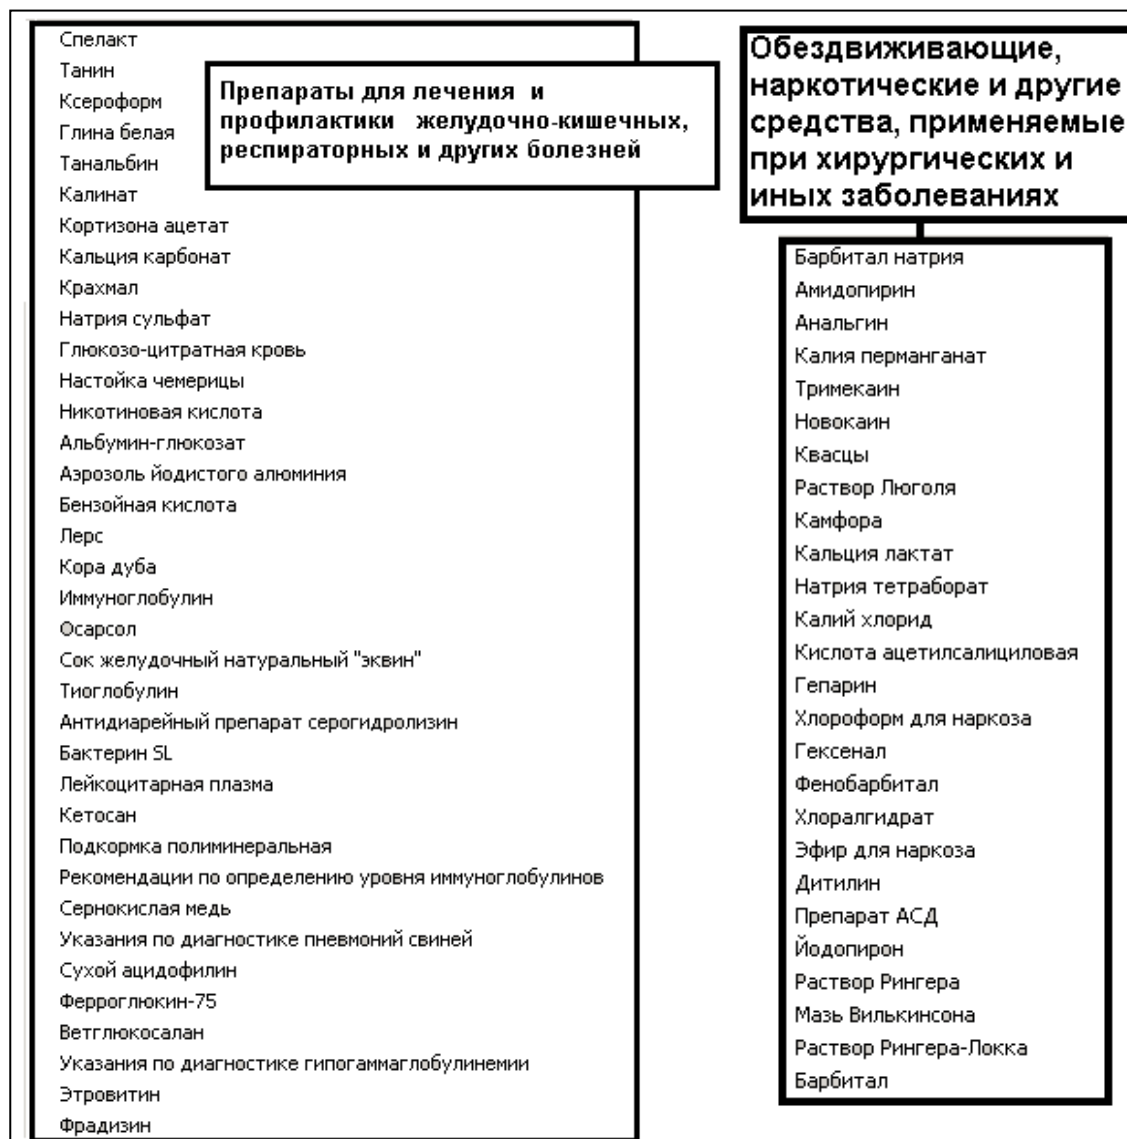 Спелакт
Танин
Ксероформ
Глина белая
Танальбин
Калинат
Кортизона ацетат
Кальция карбонат
Крахмал
Натрия сульфат
Глюкозо-цитратная кровь
Настойка чемерицы
Никотиновая кислота
Альбумин-глюкозат
Аэрозоль йодистого алюминия
Бензойная кислота
Лерс
Кора дуба
Иммуноглобулин
Осарсол
Сок желудочный натуральный "эквин"
Тиоглобулин
Антидиарейный препарат серогидролизин
Бактерин SL
Лейкоцитарная плазма
Кетосан
Подкормка полиминеральная
Рекомендации по определению уровня иммуноглобулинов
Сернокислая медь
Указания по диагностике пневмоний свиней
Сухой ацидофилин
Ферроглюкин-75
Ветглюкосалан
Указания по диагностике гипогаммаглобулинемии
Этровитин
Фрадизин
Препараты для лечения и
профилактики желудочно-кишечных,
респираторных и других болезней
Обездвиживающие,
наркотические и другие
средства, применяемые
при хирургических и
иных заболеваниях
Барбитал натрия
Амидопирин
Анальгин
Калия перманганат
Тримекаин
Новокаин
Квасцы
Раствор Люголя
Камфора
Кальция лактат
Натрия тетраборат
Калий хлорид
Кислота ацетилсалициловая
Гепарин
Хлороформ для наркоза
Гексенал
Фенобарбитал
Хлоралгидрат
Эфир для наркоза
Дитилин
Препарат АСД
Йодопирон
Раствор Рингера
Мазь Вилькинсона
Раствор Рингера-Локка
Барбитал